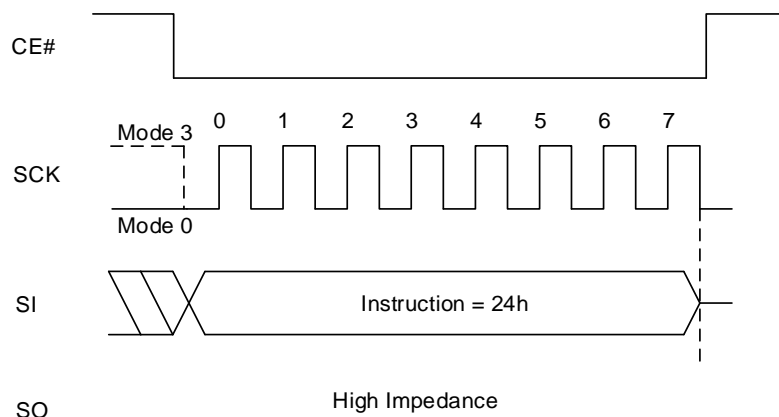 CE#
Mode 3
0 1 2 3 4 5 6 7
SCK
Mode 0
SI
Instruction = 24h
High Impedance
SO